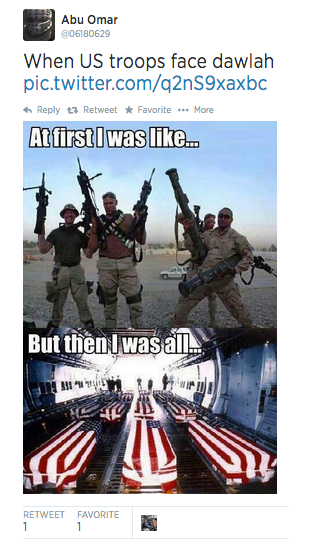 Abu Omar
@06180629
When US troops face dawlah
pic.twitter.com/q2nS9xaxbc
Reply Retweet Favorite More
At first I was like...
But then I was all...
RETWEET FAVORITE
1 1